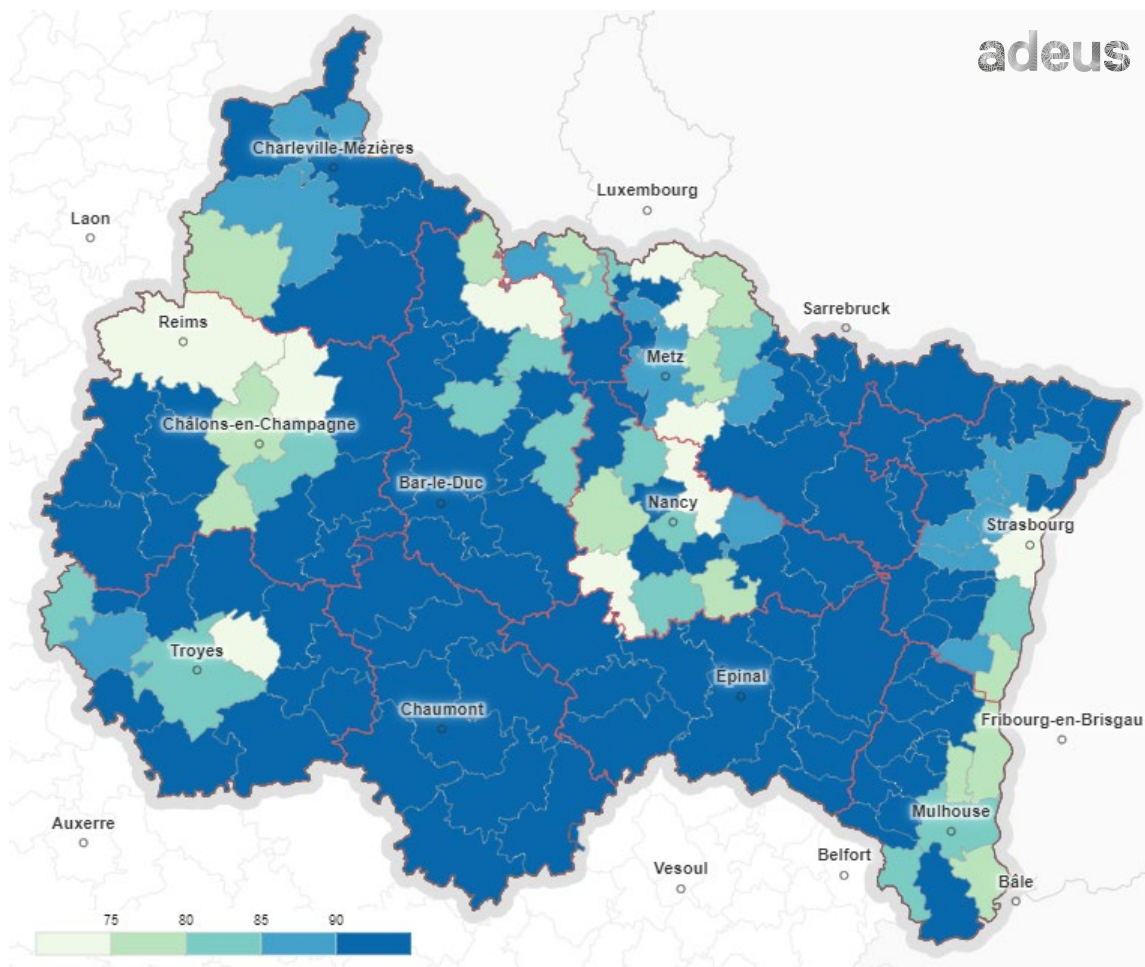 adeus
Charleville-Mézières
Luxembourg
Laon
Sarrebruck
Reims
Metz
Châlons-en-Champagne
Bar-le-Duc
Nancy
Strasbourg
Troyes
Épinal
Chaumont
Fribourg-en-Brisgau
Auxerre
Mulhouse
Belfort
Vesoul
Bâle
75 80 85 90